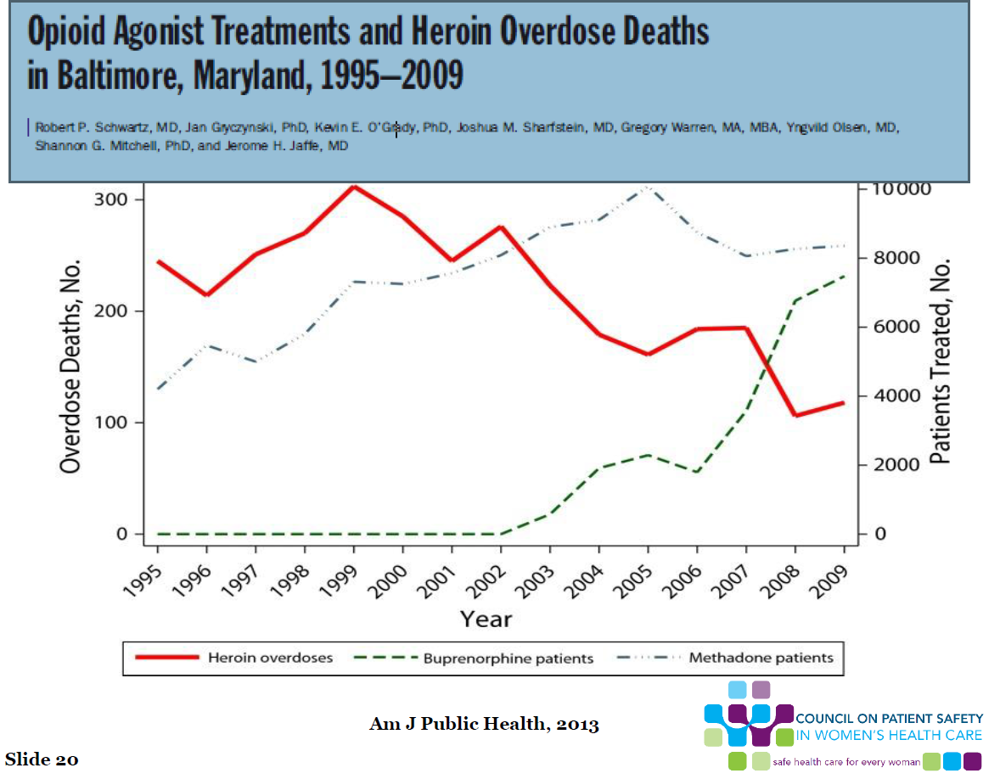 Opioid Agonist Treatments and Heroin Overdose Deaths
in Baltimore, Maryland, 1995–2009
Robert P. Schwartz, MD, Jan Gryczynski, PhD, Kevin E. O'Grady, PhD, Joshua M. Sharfstein, MD, Gregory Warren, MA, MBA, Yngvild Olsen, MD,
Shannon G. Mitchell, PhD, and Jerome H. Jaffe, MD
300
200
100
0
Overdose Deaths, No.
10 000
8000
6000
4000
2000
0
Patients Treated, No.
1995 1996 1997 1998 1999 2000 2001 2002 2003 2004 2005 2006 2007 2008 2009
Year
Heroin overdoses Buprenorphine patients Methadone patients
Am J Public Health, 2013
COUNCIL ON PATIENT SAFETY
IN WOMEN'S HEALTH CARE
safe health care for every woman
Slide 20